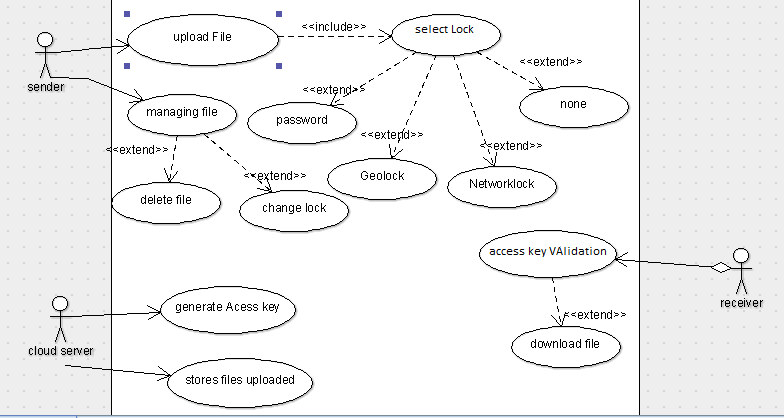 upload File
<<include>>
select Lock
sender
<<extend>>
<<extend>>
managing file
password
none
<<extend>>
<<extend>>
<<extend>>
<<extend>>
Geolock
Networklock
delete file
change lock
access key VAlidation
receiver
generate Acess key
<<extend>>
cloud server
download file
stores files uploaded